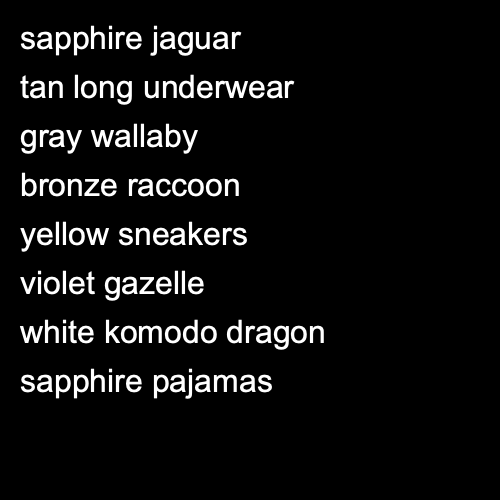 sapphire jaguar
tan long underwear
gray wallaby
bronze raccoon
yellow sneakers
violet gazelle
white komodo dragon
sapphire pajamas